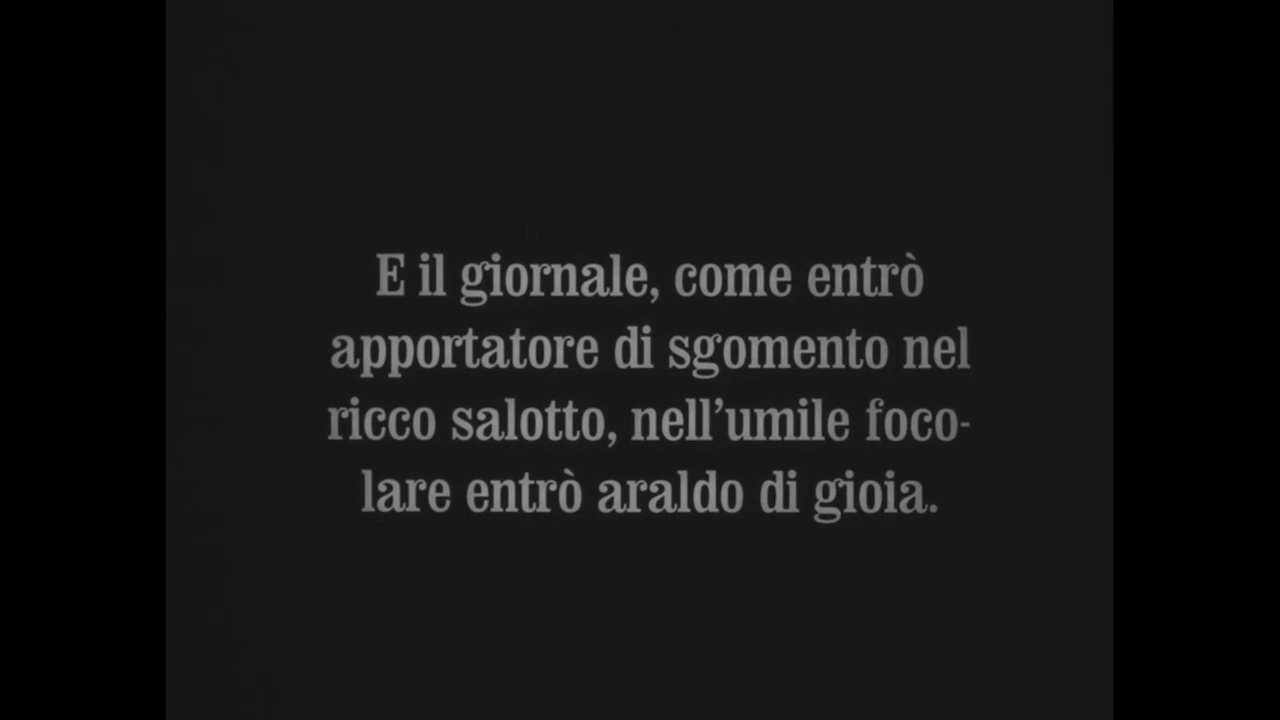 E il giornale, come entrò
apportatore di sgomento nel
ricco salotto, nell’umile foco-
lare entrò araldo di gioia.